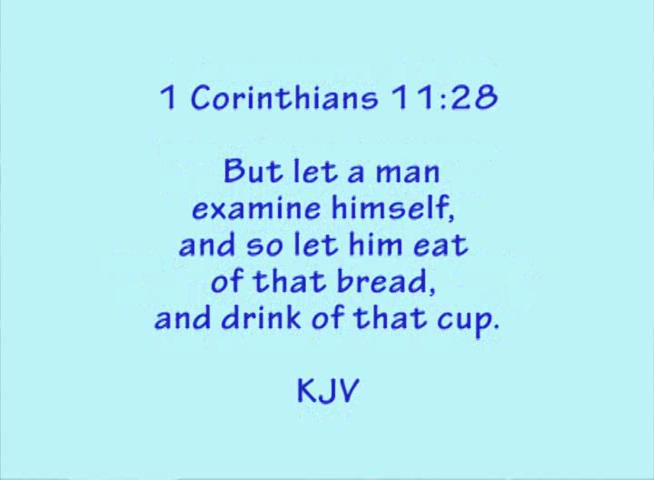 1 Corinthians 11:28
But let a man
examine himself,
and so let him eat
of that bread,
and drink of that cup.
KJV